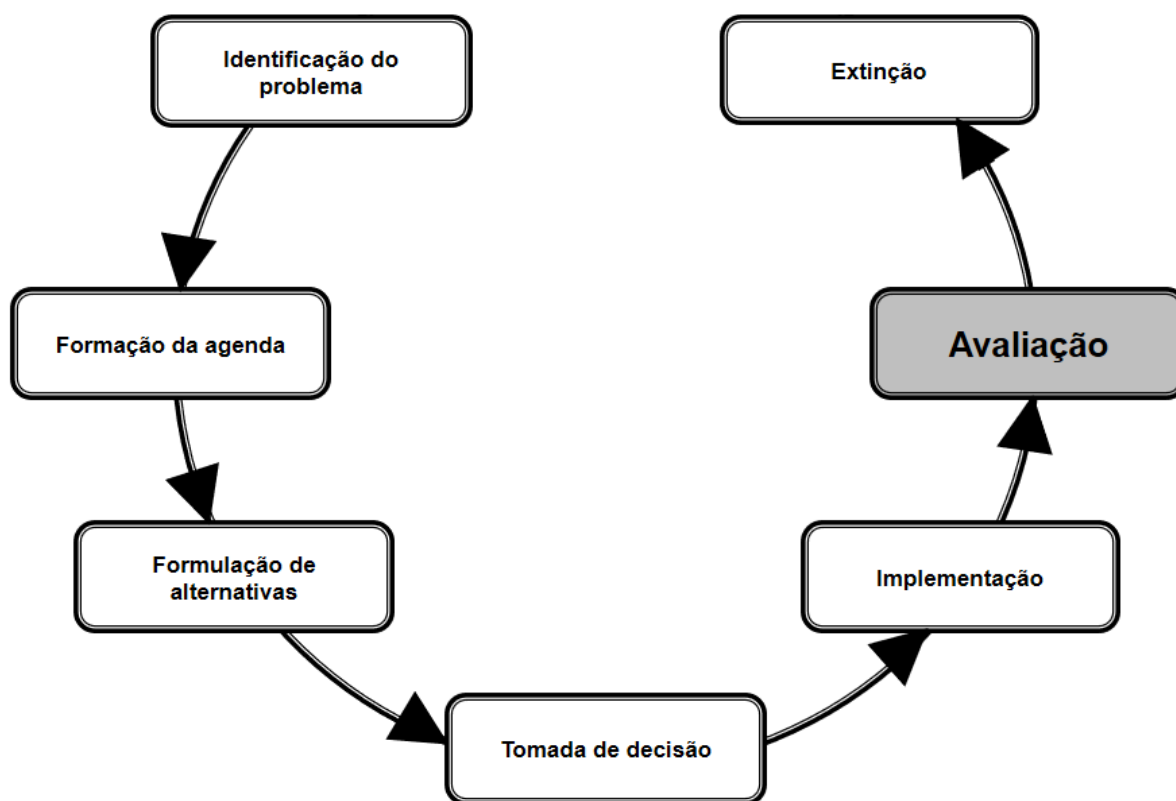 Identificação do
problema
Formação da agenda
Formulação de
alternativas
Tomada de decisão
Implementação
Avaliação
Extinção